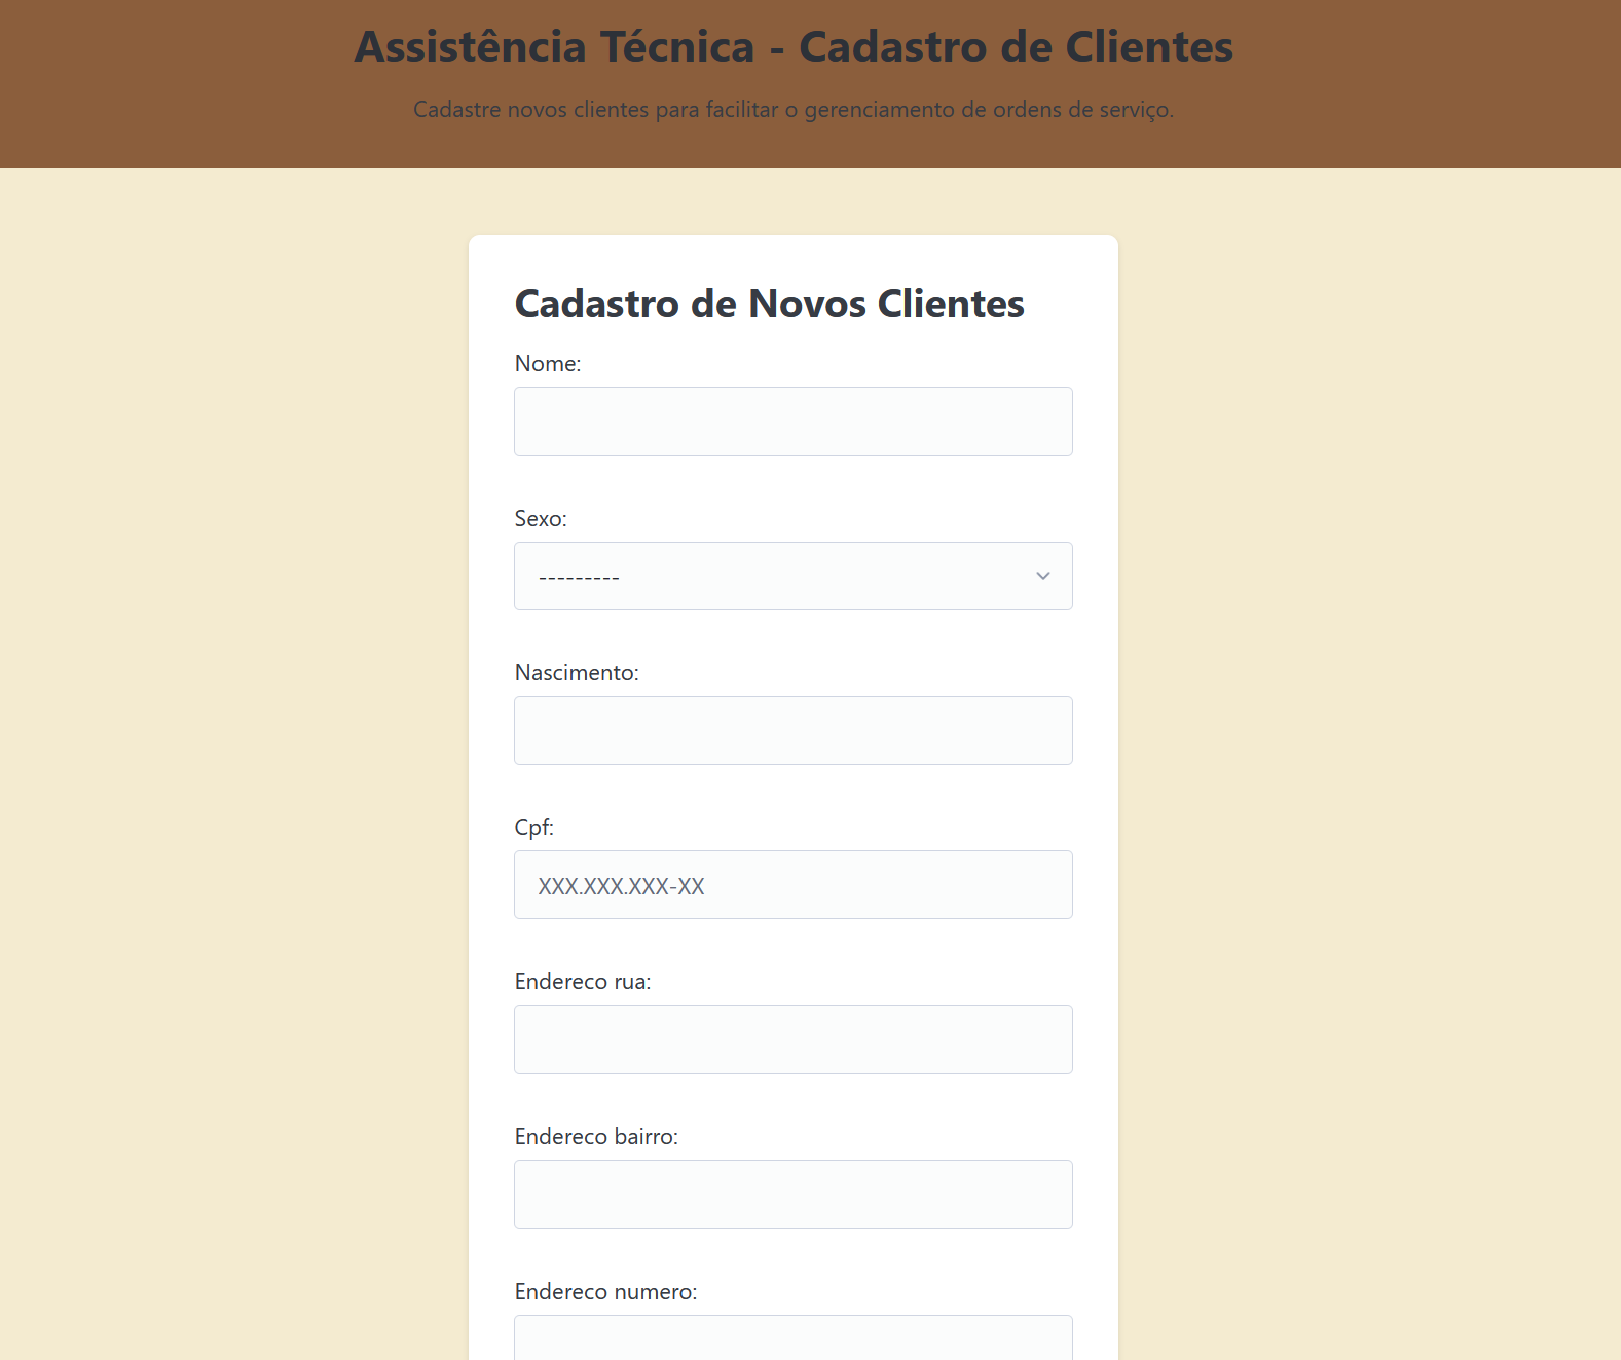 Assistência Técnica - Cadastro de Clientes
Cadastre novos clientes para facilitar o gerenciamento de ordens de serviço.
Cadastro de Novos Clientes
Nome:
Sexo:
---------
Nascimento:
Cpf:
XXX.XXX.XXX-XX
Endereco rua:
Endereco bairro:
Endereco numero: